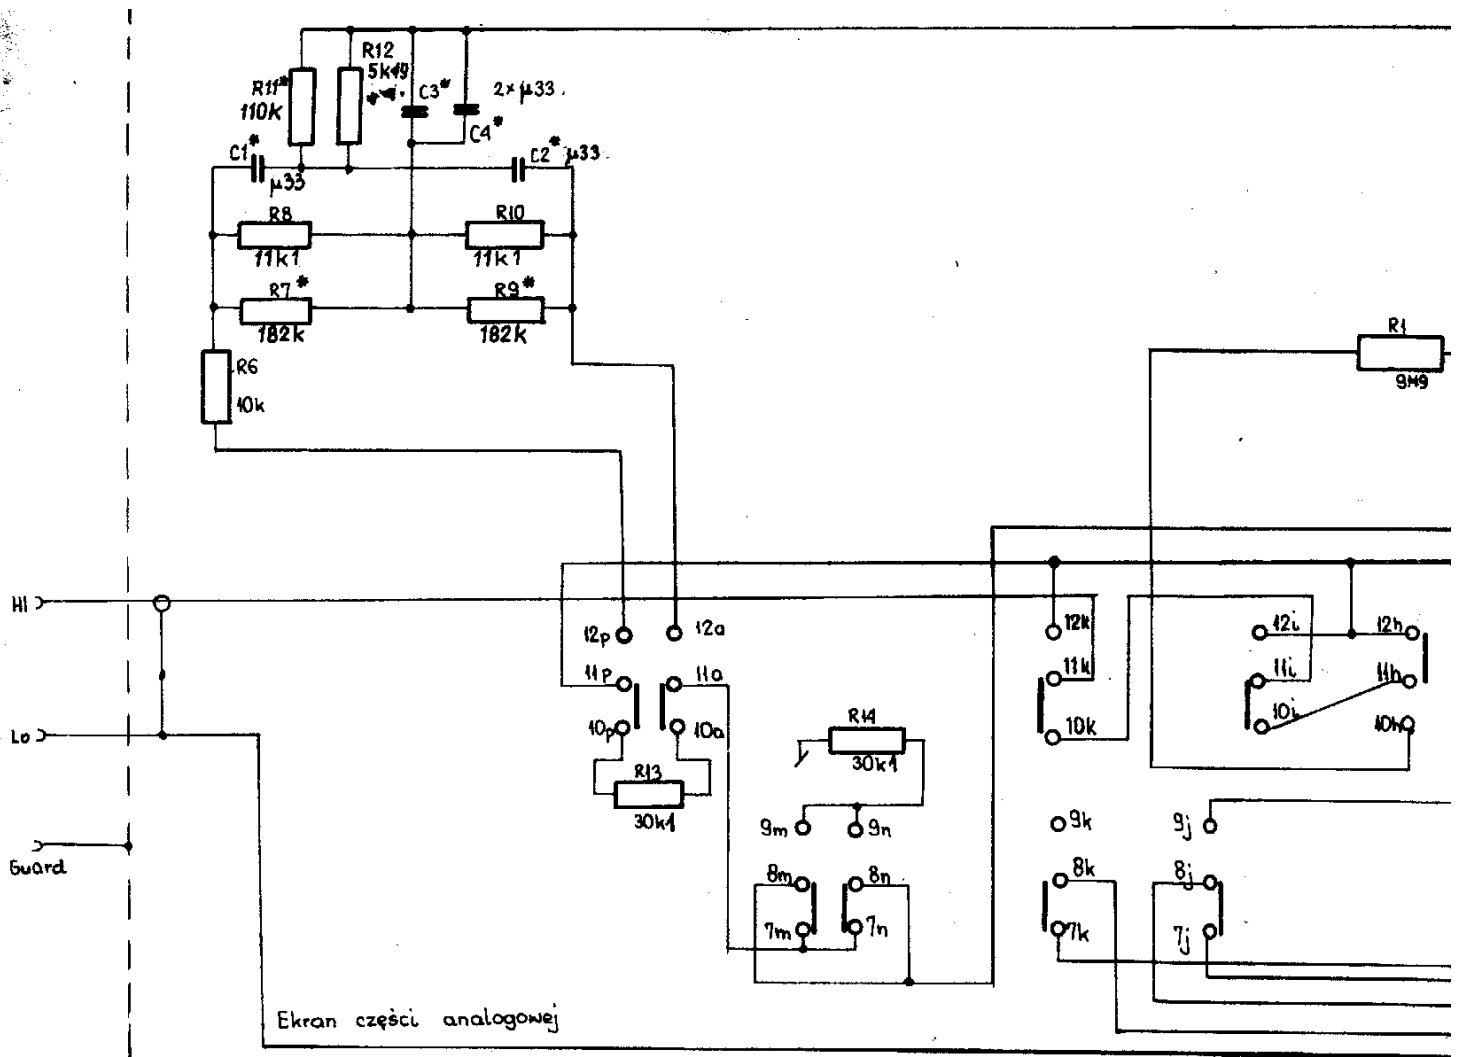 R12
5k49
R11*
110k
C3*
2×µ33
C4*
C1*
µ33
C2*
µ33
R8
11k1
R10
11k1
R7*
182k
R9*
182k
R6
10k
R1
9M9
HI
Lo
Guard
12p
12a
11p
11a
10p
10a
R13
30k1
R14
30k1
9m
9n
8m
8n
7m
7n
12k
11k
10k
9k
8k
7k
12i
11i
10i
12h
11h
10h
9j
8j
7j
Ekran części analogowej